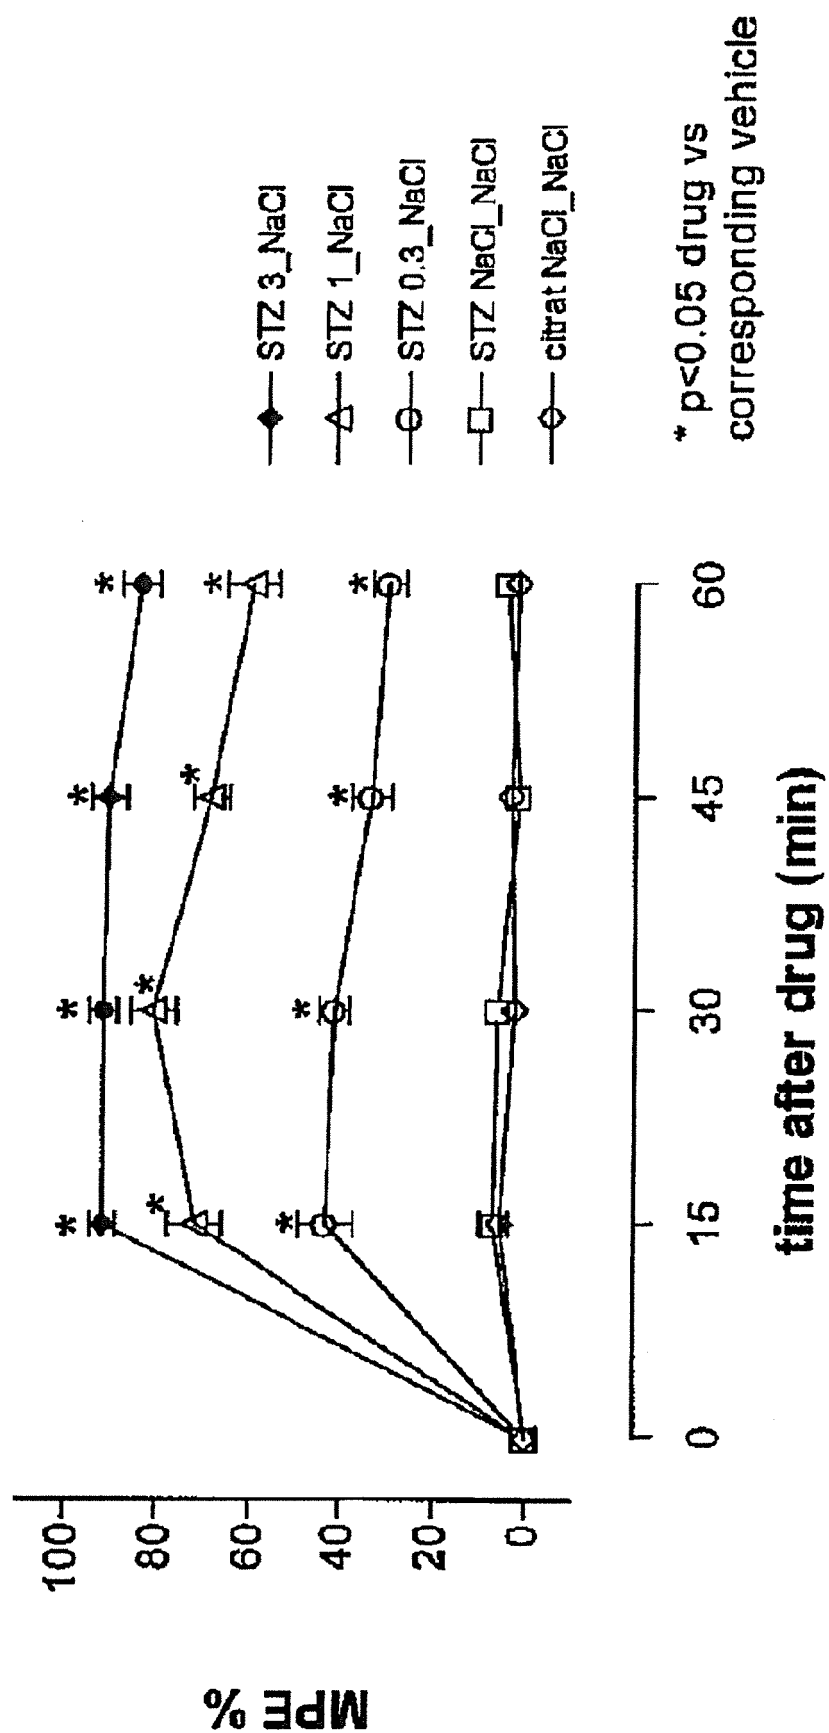 MPE %
100
80
60
40
20
0
* * * *
* * * *
* * * *
0 15 30 45 60
time after drug (min)
STZ 3_NaCl
STZ 1_NaCl
STZ 0.3_NaCl
STZ NaCl_NaCl
citrat NaCl_NaCl
* p<0.05 drug vs
corresponding vehicle